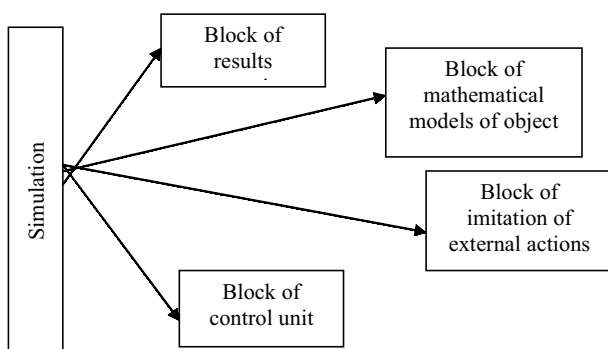 Simulation
Block of
results
Block of
mathematical
models of object
Block of
imitation of
external actions
Block of
control unit